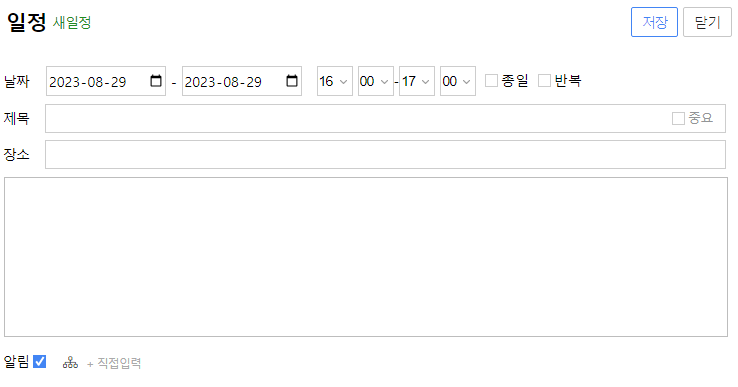 일정 새일정 저장 닫기
날짜 2023-08-29 - 2023-08-29 16 00 - 17 00 종일 반복
제목 중요
장소
알림 + 직접입력